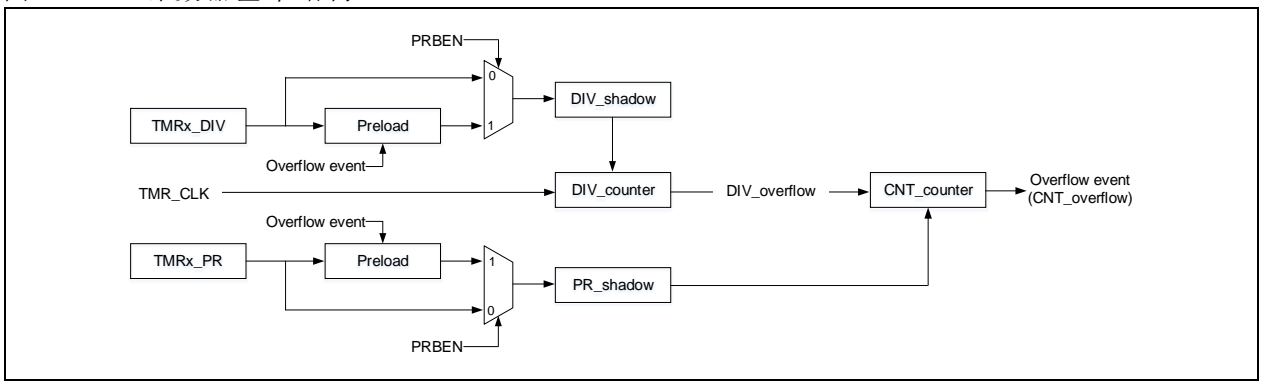 PRBEN
0
DIV_shadow
TMRx_DIV
Preload
1
Overflow event
TMR_CLK
DIV_counter
DIV_overflow
CNT_counter
Overflow event
(CNT_overflow)
Overflow event
TMRx_PR
Preload
1
PR_shadow
0
PRBEN